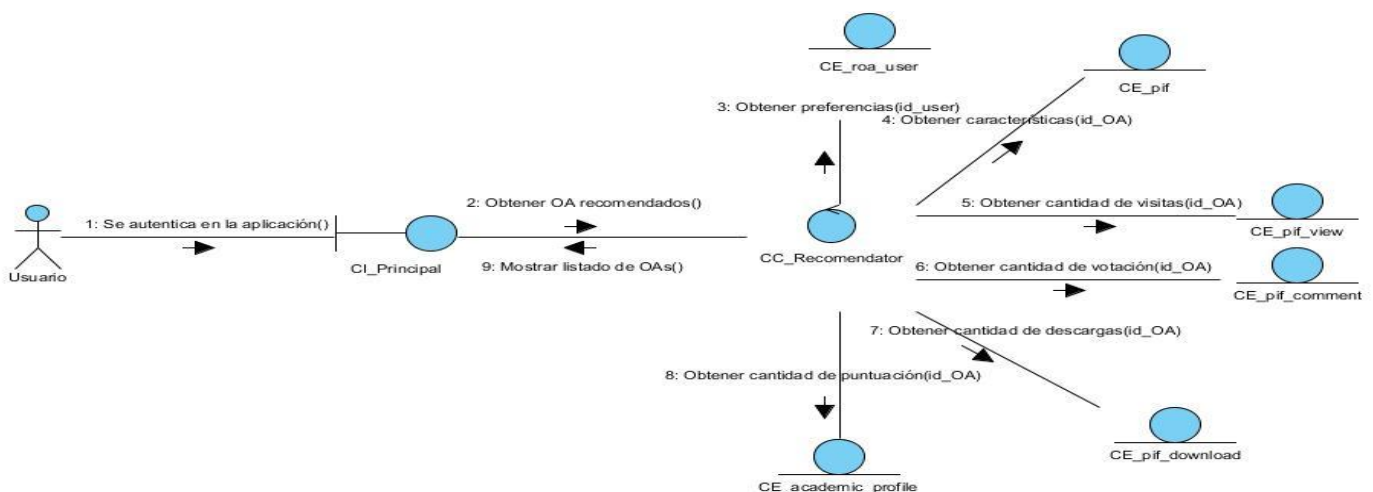 CE_roa_user
CE_pif
3: Obtener preferencias(id_user)
4: Obtener características(id_OA)
1: Se autentica en la aplicación()
2: Obtener OA recomendados()
5: Obtener cantidad de visitas(id_OA)
CE_pif_view
Usuario
CI_Principal
9: Mostrar listado de OAs()
CC_Recomendator
6: Obtener cantidad de votación(id_OA)
CE_pif_comment
7: Obtener cantidad de descargas(id_OA)
8: Obtener cantidad de puntuación(id_OA)
CE_pif_download
CE_academic_profile